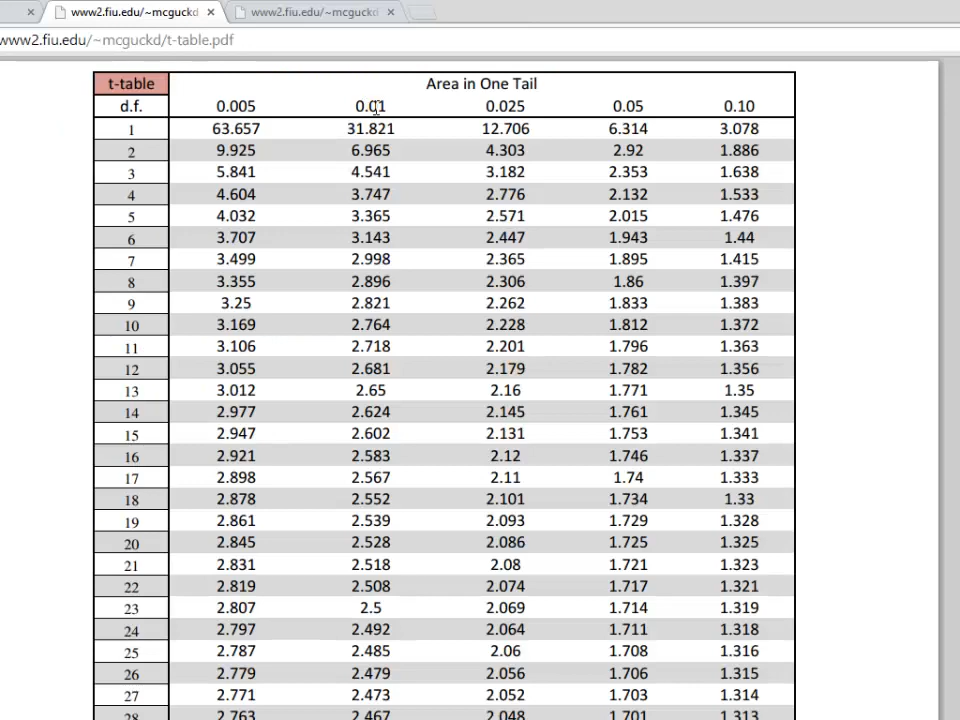 www2.fiu.edu/~mcguckd × www2.fiu.edu/~mcguckd ×
www2.fiu.edu/~mcguckd/t-table.pdf
t-table Area in One Tail
d.f. 0.005 0.01 0.025 0.05 0.10
1 63.657 31.821 12.706 6.314 3.078
2 9.925 6.965 4.303 2.92 1.886
3 5.841 4.541 3.182 2.353 1.638
4 4.604 3.747 2.776 2.132 1.533
5 4.032 3.365 2.571 2.015 1.476
6 3.707 3.143 2.447 1.943 1.44
7 3.499 2.998 2.365 1.895 1.415
8 3.355 2.896 2.306 1.86 1.397
9 3.25 2.821 2.262 1.833 1.383
10 3.169 2.764 2.228 1.812 1.372
11 3.106 2.718 2.201 1.796 1.363
12 3.055 2.681 2.179 1.782 1.356
13 3.012 2.65 2.16 1.771 1.35
14 2.977 2.624 2.145 1.761 1.345
15 2.947 2.602 2.131 1.753 1.341
16 2.921 2.583 2.12 1.746 1.337
17 2.898 2.567 2.11 1.74 1.333
18 2.878 2.552 2.101 1.734 1.33
19 2.861 2.539 2.093 1.729 1.328
20 2.845 2.528 2.086 1.725 1.325
21 2.831 2.518 2.08 1.721 1.323
22 2.819 2.508 2.074 1.717 1.321
23 2.807 2.5 2.069 1.714 1.319
24 2.797 2.492 2.064 1.711 1.318
25 2.787 2.485 2.06 1.708 1.316
26 2.779 2.479 2.056 1.706 1.315
27 2.771 2.473 2.052 1.703 1.314
28 2.763 2.467 2.048 1.701 1.313